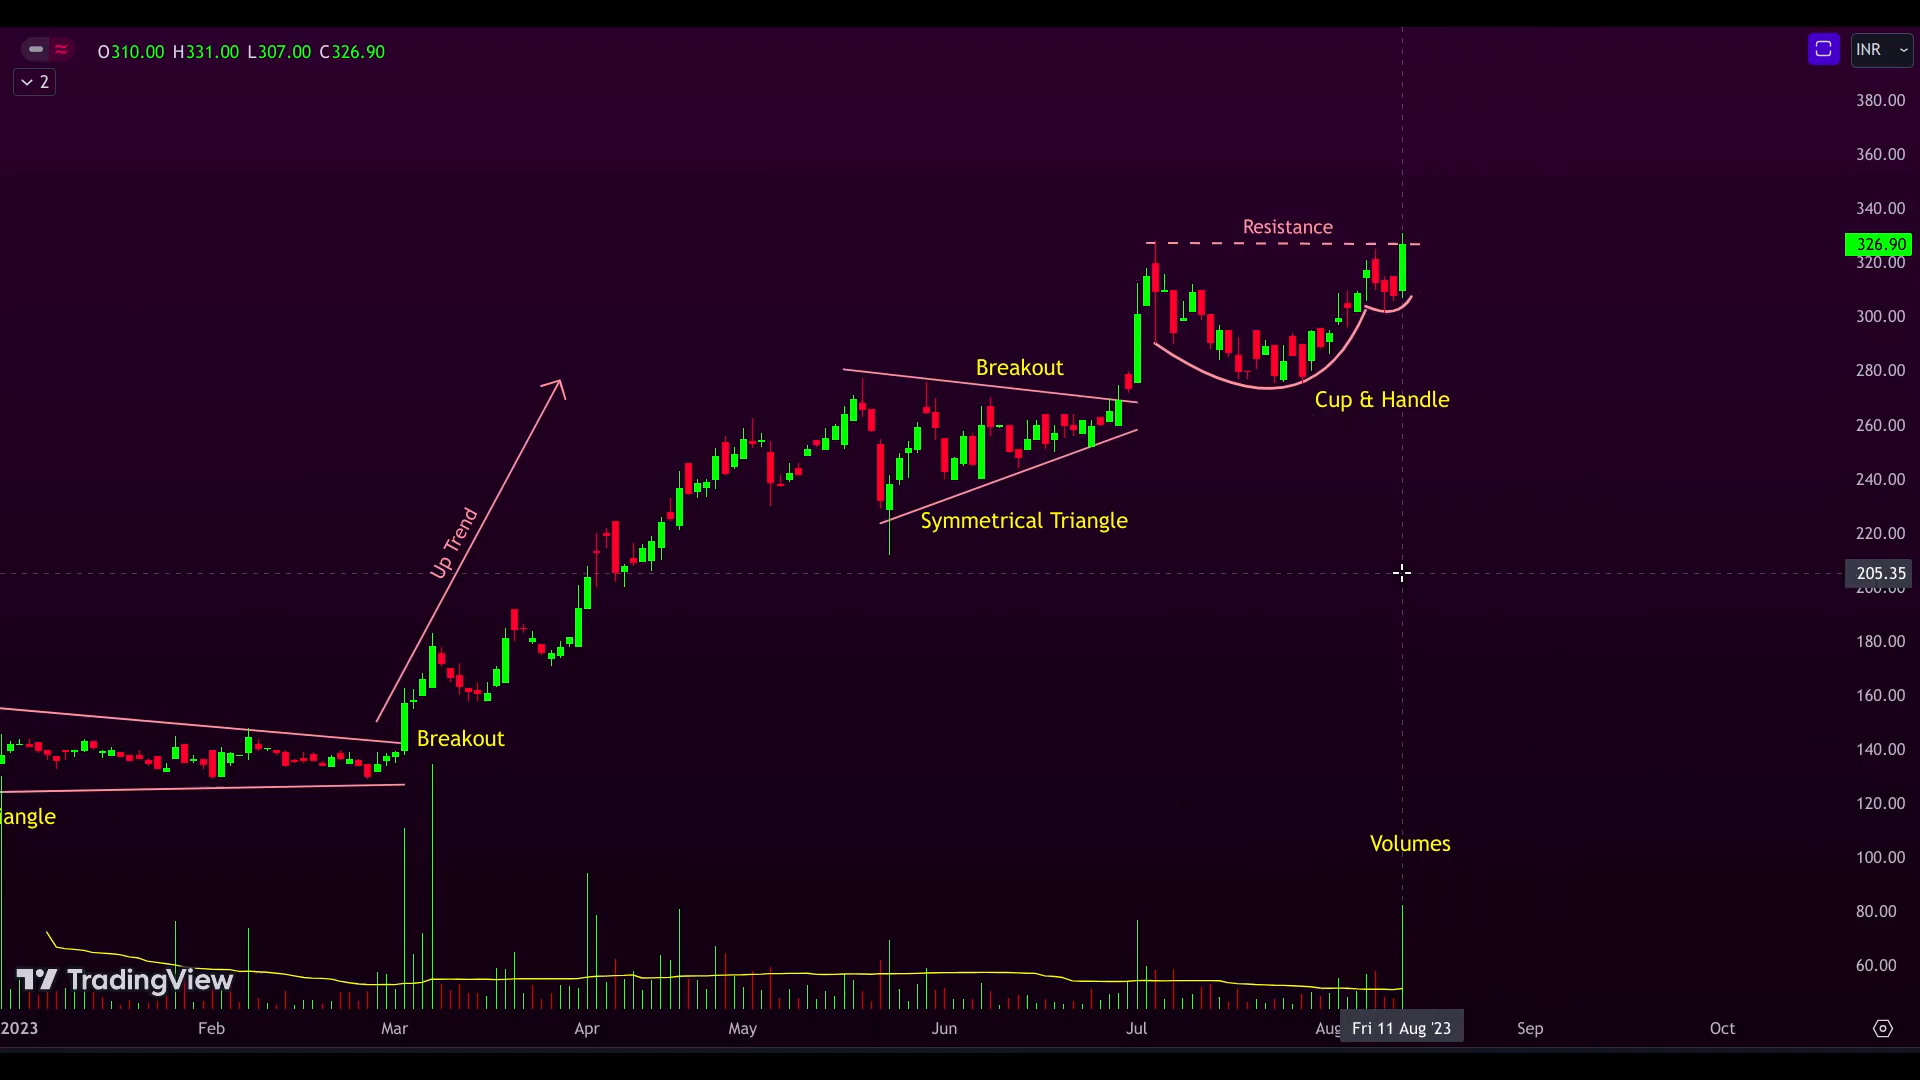 O310.00 H331.00 L307.00 C326.90
INR
2
380.00
360.00
340.00
Resistance
326.90
320.00
300.00
Breakout
280.00
Cup & Handle
260.00
240.00
Up Trend
Symmetrical Triangle
220.00
205.35
200.00
180.00
160.00
Breakout
140.00
120.00
iangle
Volumes
100.00
80.00
60.00
TradingView
2023 Feb Mar Apr May Jun Jul Aug Fri 11 Aug '23 Sep Oct